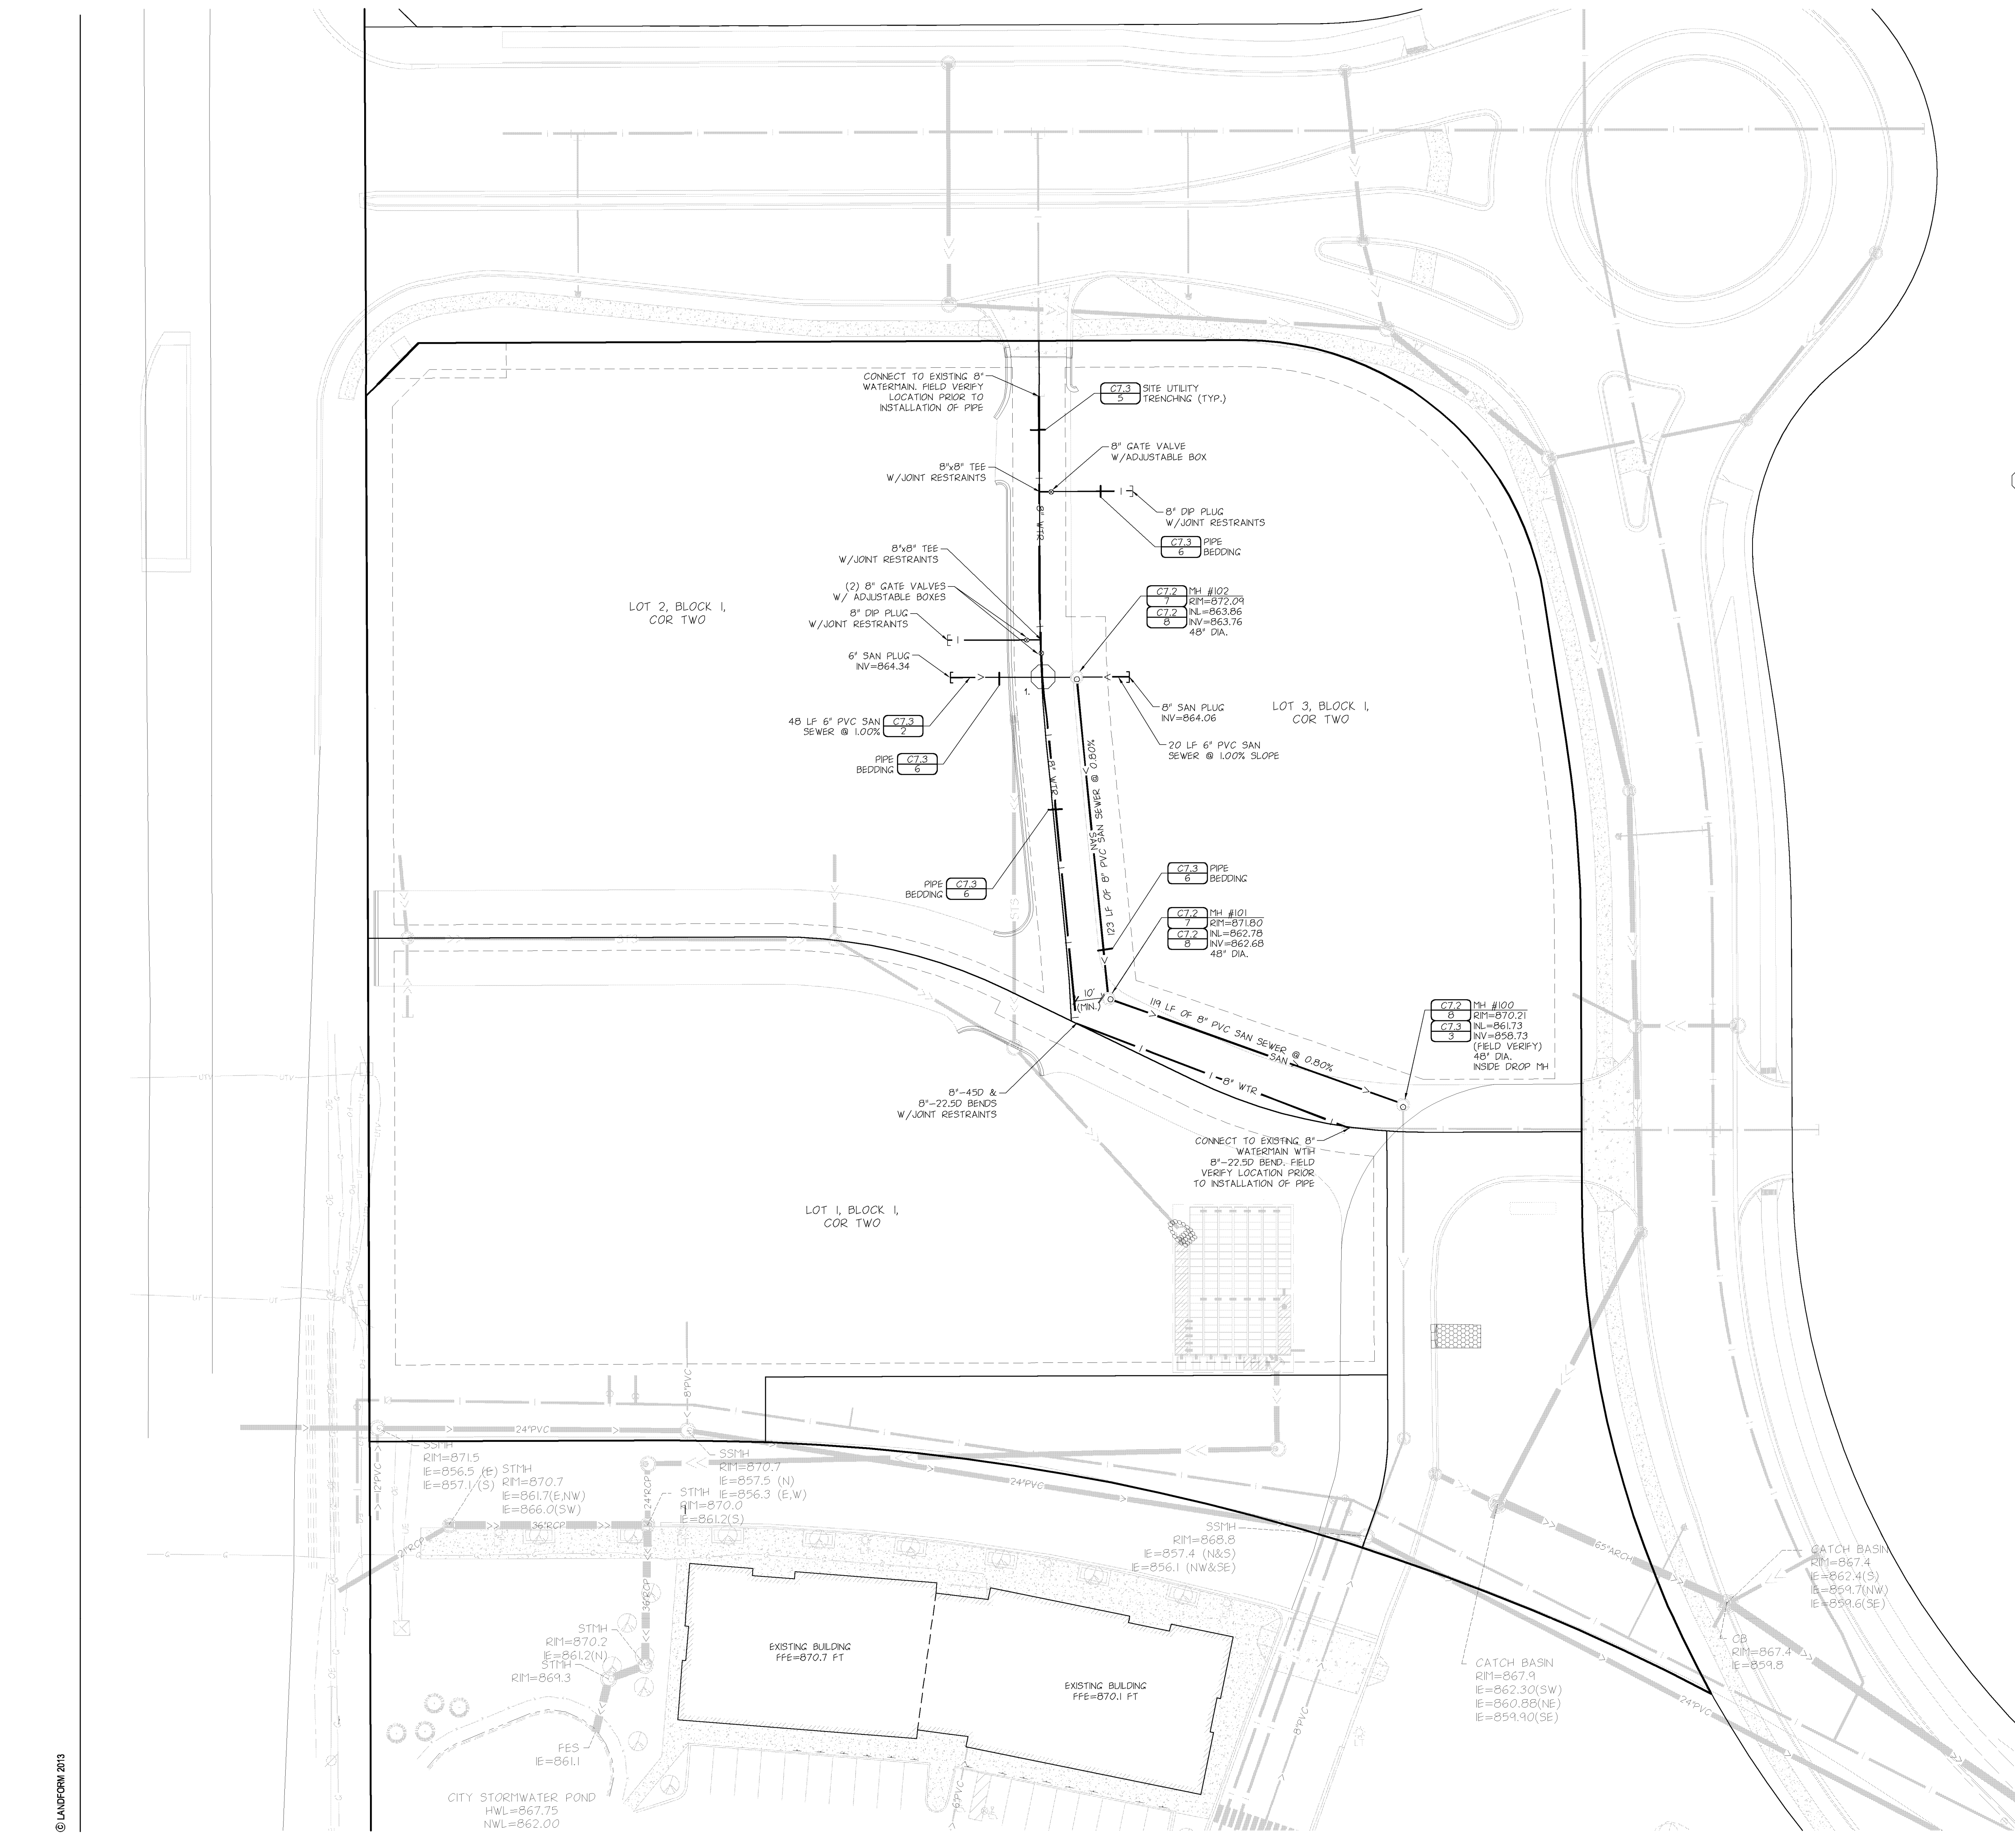 CONNECT TO EXISTING 8"
WATERMAIN. FIELD VERIFY
LOCATION PRIOR TO
INSTALLATION OF PIPE
C7.3
5
SITE UTILITY
TRENCHNG (TYP.)
8" GATE VALVE
W/ADJUSTABLE BOX
8"x8" TEE
W/JOINT RESTRAINTS
8" WTR
8" DIP PLUG
W/JOINT RESTRAINTS
C7.3
6
PIPE
BEDDING
8"x8" TEE
W/JOINT RESTRAINTS
(2) 8" GATE VALVES
W/ ADJUSTABLE BOXES
8" DIP PLUG
W/JOINT RESTRAINTS
LOT 2, BLOCK 1,
COR TWO
C7.2
7
C7.2
8
MH #102
RIM=872.09
INL=863.86
INV=863.76
48" DIA.
6" SAN PLUG
INV=864.34
1.
8" SAN PLUG
INV=864.06
LOT 3, BLOCK 1,
COR TWO
48 LF 6" PVC SAN
SEWER @ 1.00%
C7.3
2
20 LF 6" PVC SAN
SEWER @ 1.00% SLOPE
PIPE
BEDDING
C7.3
6
8" WTR
123 LF OF 8" PVC SAN SEWER @ 0.80%
SAN
C7.3
6
PIPE
BEDDING
PIPE
BEDDING
C7.3
6
STS
STS
C7.2
7
C7.2
8
MH #101
RIM=871.80
INL=862.78
INV=862.68
48" DIA.
10'
(MIN.)
119 LF OF 8" PVC SAN SEWER @ 0.80%
SAN
C7.2
8
C7.3
3
MH #100
RIM=870.21
INL=861.73
INV=858.73
(FIELD VERIFY)
48" DIA.
INSIDE DROP MH
8" WTR
8"-45D &
8"-22.5D BENDS
W/JOINT RESTRAINTS
CONNECT TO EXISTING 8"
WATERMAIN WTIH
8"-22.5D BEND. FIELD
VERIFY LOCATION PRIOR
TO INSTALLATION OF PIPE
LOT 1, BLOCK 1,
COR TWO
8"PVC
24"PVC
12"PVC
SSMH
RIM=871.5
IE=856.5 (E)
IE=857.1 (S)
STMH
RIM=870.7
IE=861.7(E,NW)
IE=866.0(SW)
SSMH
RIM=870.7
IE=857.5 (N)
IE=856.3 (E,W)
STMH
RIM=870.0
IE=861.2(S)
24"RCP
24"PVC
36"RCP
21"RCP
36"RCP
SSMH
RIM=868.8
IE=857.4 (N&S)
IE=856.1 (NW&SE)
65"ARCH
CATCH BASIN
RIM=867.4
IE=862.4(S)
IE=859.7(NW)
IE=859.6(SE)
CB
RIM=867.4
IE=859.8
CATCH BASIN
RIM=867.9
IE=862.30(SW)
IE=860.88(NE)
IE=859.90(SE)
24"PVC
STMH
RIM=870.2
IE=861.2(N)
STMH
RIM=869.3
EXISTING BUILDING
FFE=870.7 FT
EXISTING BUILDING
FFE=870.1 FT
8"PVC
6"PVC
FES
IE=861.1
CITY STORMWATER POND
HWL=867.75
NWL=862.00
© LANDFORM 2013